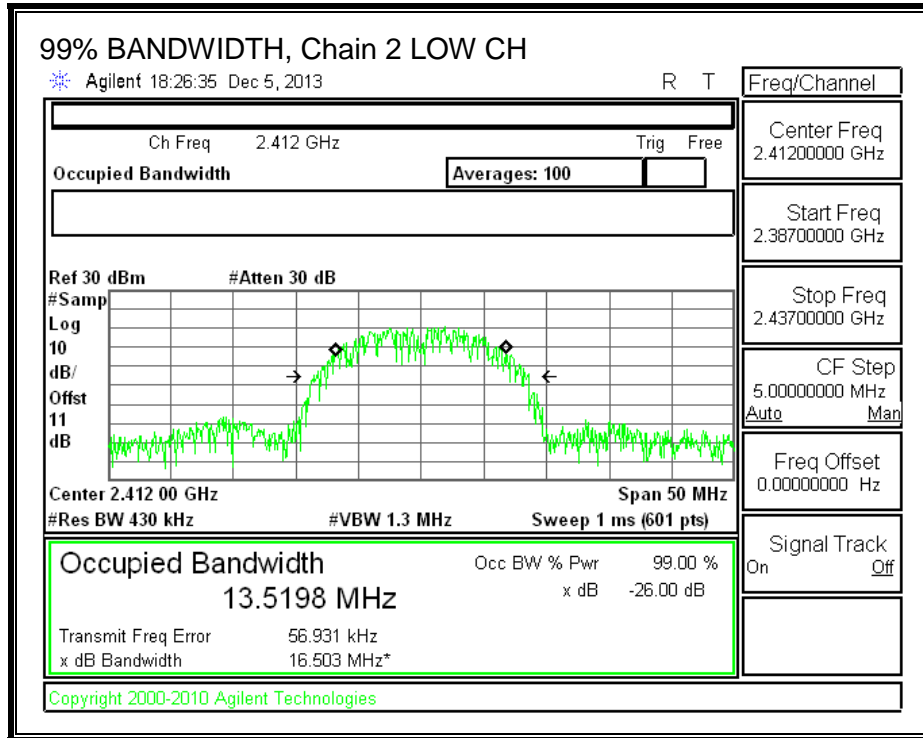 99% BANDWIDTH, Chain 2 LOW CH
Agilent 18:26:35 Dec 5, 2013 R T
Freq/Channel
Ch Freq 2.412 GHz Trig Free
Occupied Bandwidth Averages: 100
Center Freq
2.41200000 GHz
Start Freq
2.38700000 GHz
Stop Freq
2.43700000 GHz
CF Step
5.00000000 MHz
Auto Man
Freq Offset
0.00000000 Hz
Signal Track
On Off
Ref 30 dBm #Atten 30 dB
#Samp
Log
10
dB/
Offst
11
dB
Center 2.412 00 GHz Span 50 MHz
#Res BW 430 kHz #VBW 1.3 MHz Sweep 1 ms (601 pts)
Occupied Bandwidth Occ BW % Pwr 99.00 %
13.5198 MHz x dB -26.00 dB
Transmit Freq Error 56.931 kHz
x dB Bandwidth 16.503 MHz*
Copyright 2000-2010 Agilent Technologies